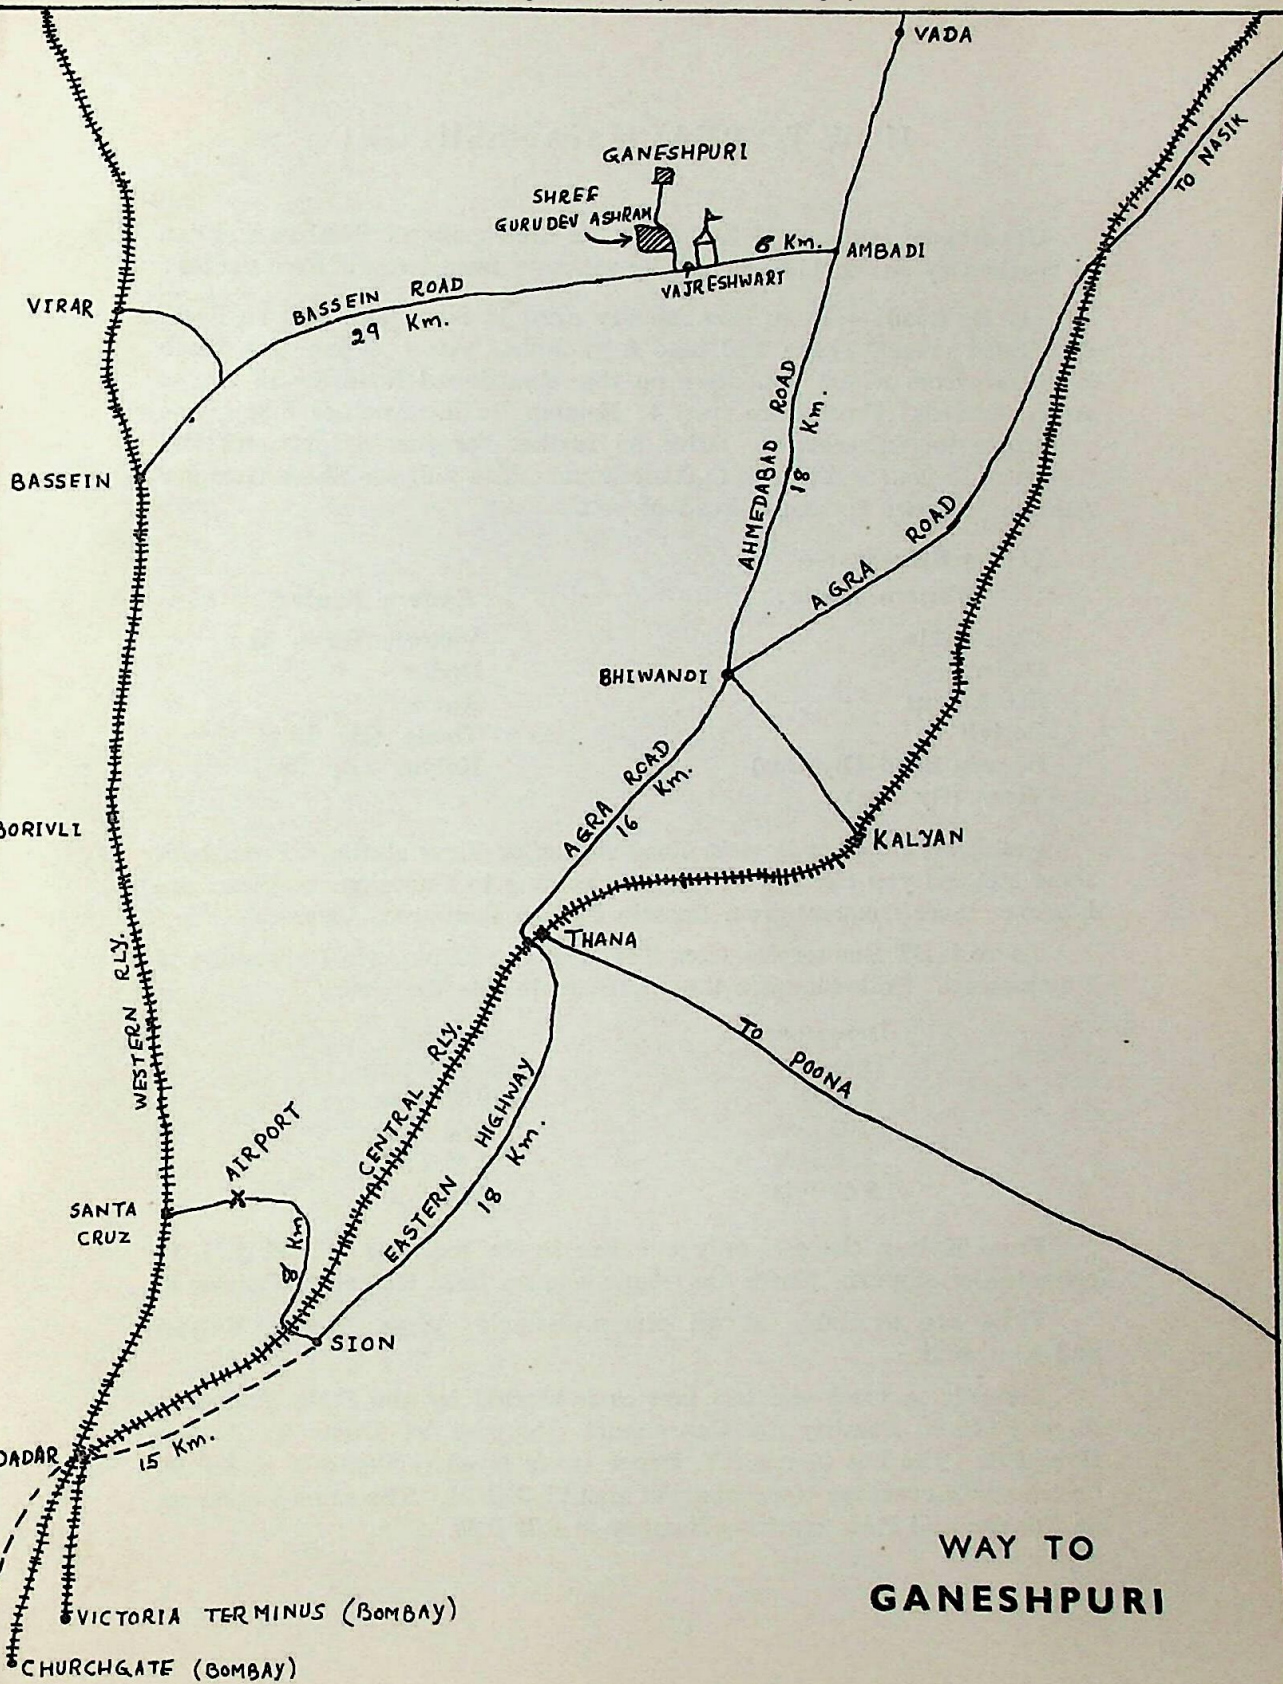 VADA
TO NASIK
GANESHPURI
SHREE
GURUDEV ASHRAM
6 Km.
AMBADI
VAJRESHWARI
VIRAR
BASSEIN ROAD
29 Km.
AHMEDABAD ROAD
18 Km.
BASSEIN
AGRA ROAD
BHIWANDI
AGRA ROAD
16 Km.
BORIVLI
KALYAN
THANA
WESTERN RLY.
CENTRAL RLY.
TO POONA
EASTERN HIGHWAY
18 Km.
AIRPORT
SANTA
CRUZ
8 Km
SION
DADAR
15 Km.
WAY TO
GANESHPURI
VICTORIA TERMINUS (BOMBAY)
CHURCHGATE (BOMBAY)